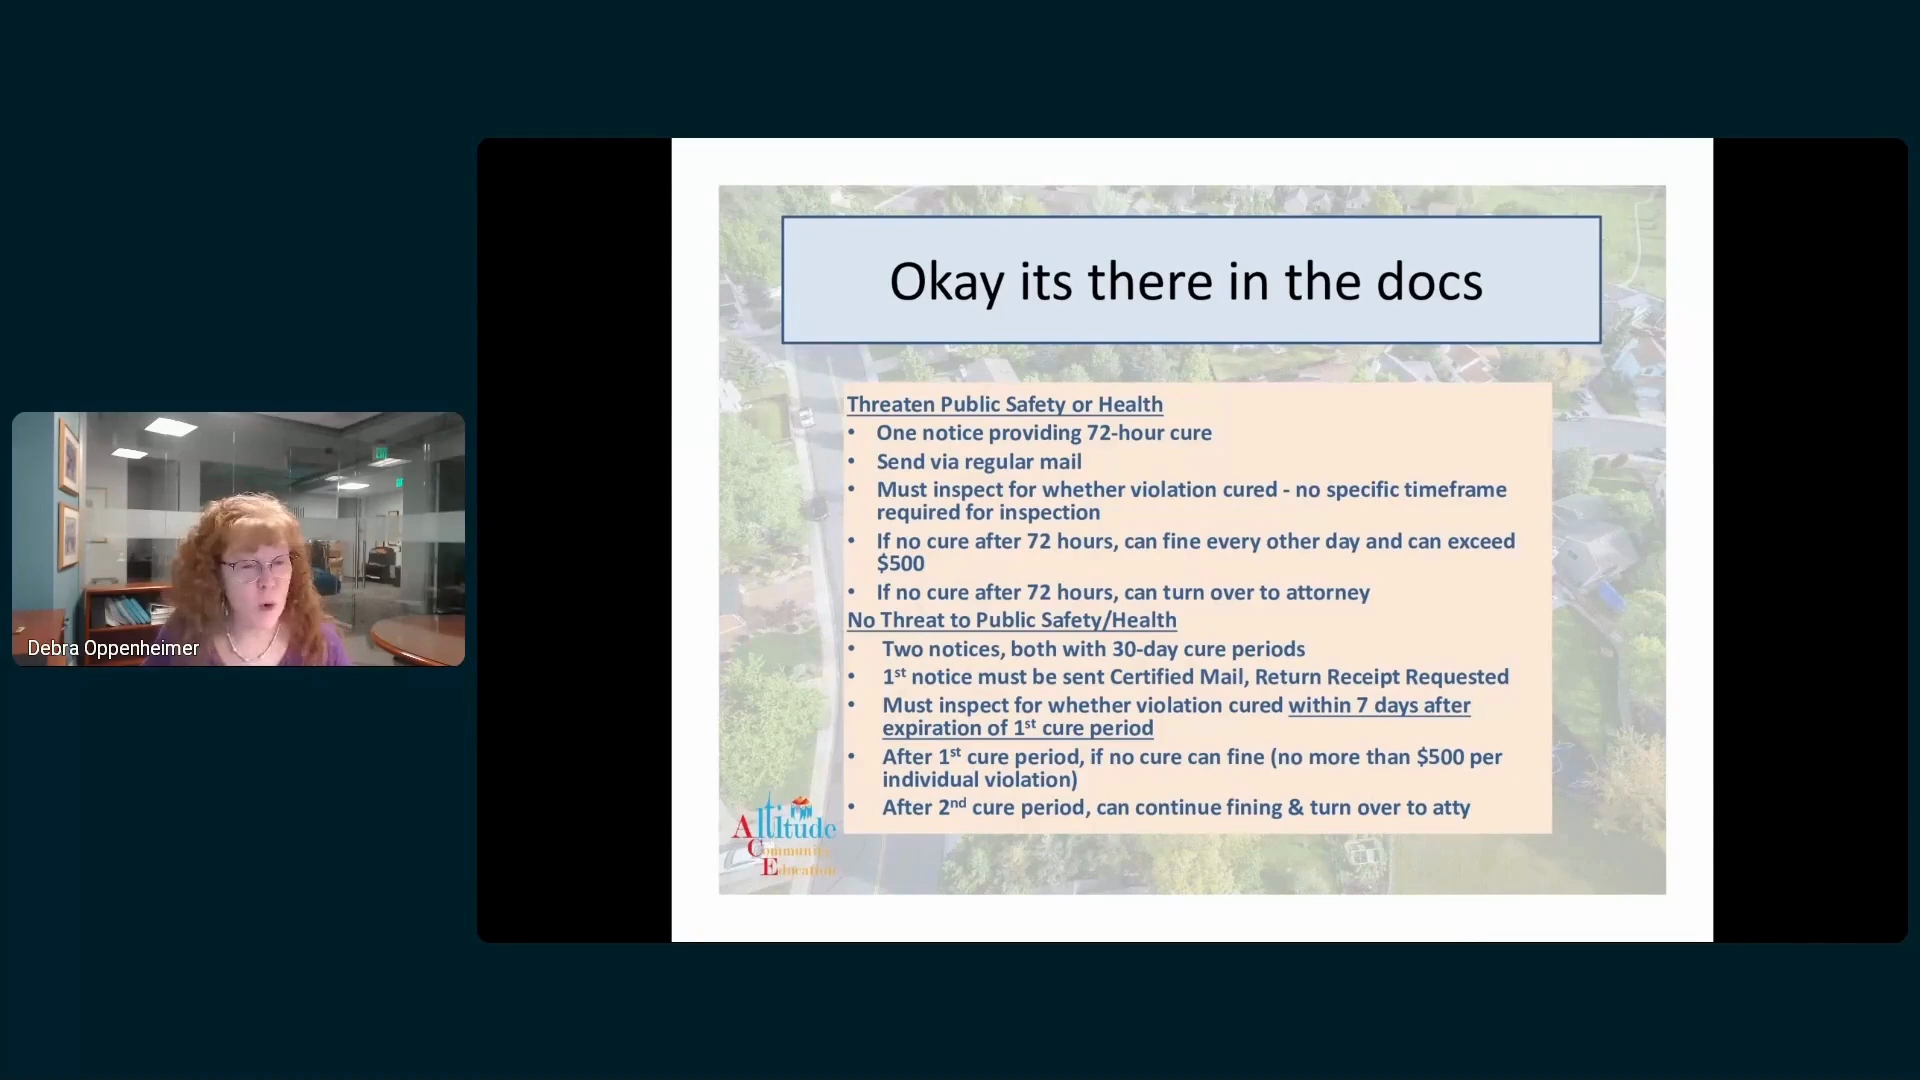 Okay its there in the docs
Threaten Public Safety or Health
• One notice providing 72-hour cure
• Send via regular mail
• Must inspect for whether violation cured - no specific timeframe
required for inspection
• If no cure after 72 hours, can fine every other day and can exceed
$500
• If no cure after 72 hours, can turn over to attorney
No Threat to Public Safety/Health
• Two notices, both with 30-day cure periods
• 1st notice must be sent Certified Mail, Return Receipt Requested
• Must inspect for whether violation cured within 7 days after
expiration of 1st cure period
• After 1st cure period, if no cure can fine (no more than $500 per
individual violation)
• After 2nd cure period, can continue fining & turn over to atty
Altitude
Community
Education
Debra Oppenheimer